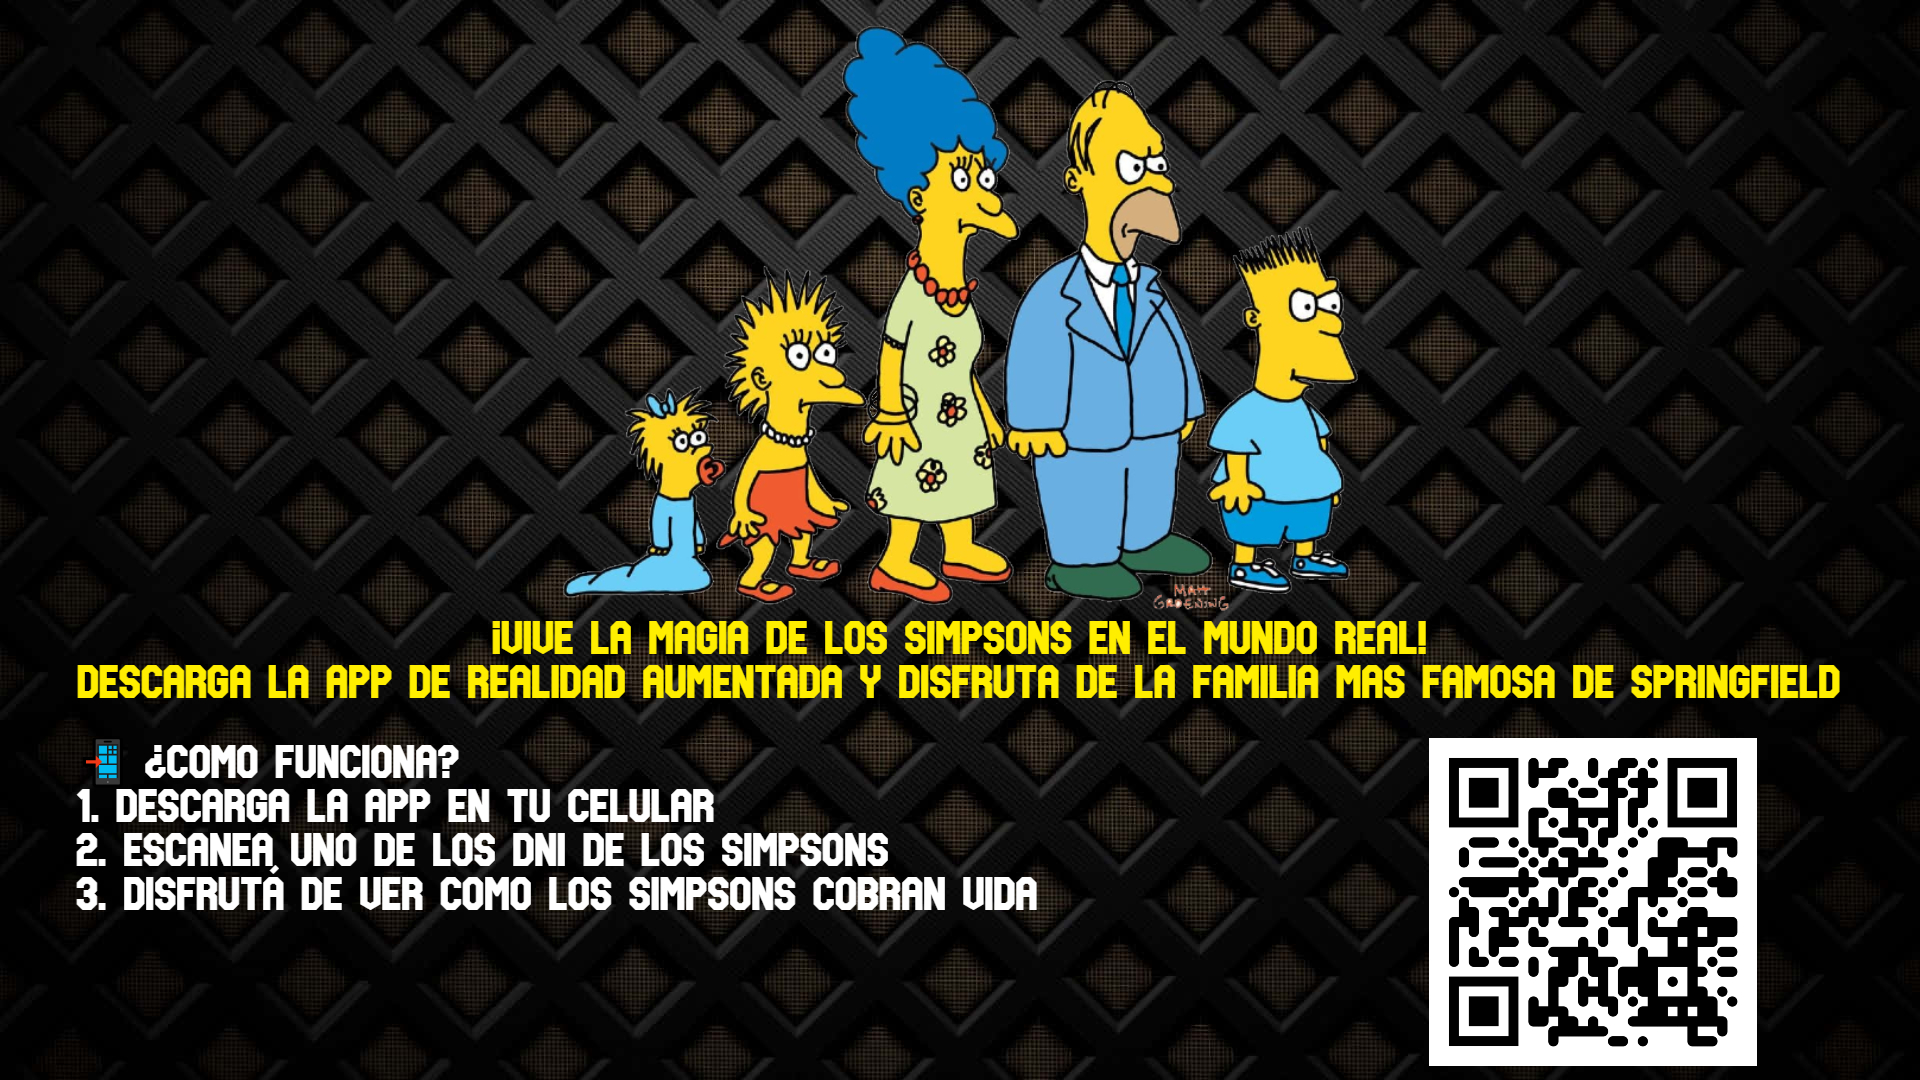 MATT
GROENING
¡VIVE LA MAGIA DE LOS SIMPSONS EN EL MUNDO REAL!
DESCARGA LA APP DE REALIDAD AUMENTADA Y DISFRUTA DE LA FAMILIA MAS FAMOSA DE SPRINGFIELD
📲 ¿COMO FUNCIONA?
1. DESCARGA LA APP EN TU CELULAR
2. ESCANEA UNO DE LOS DNI DE LOS SIMPSONS
3. DISFRUTÁ DE VER COMO LOS SIMPSONS COBRAN VIDA